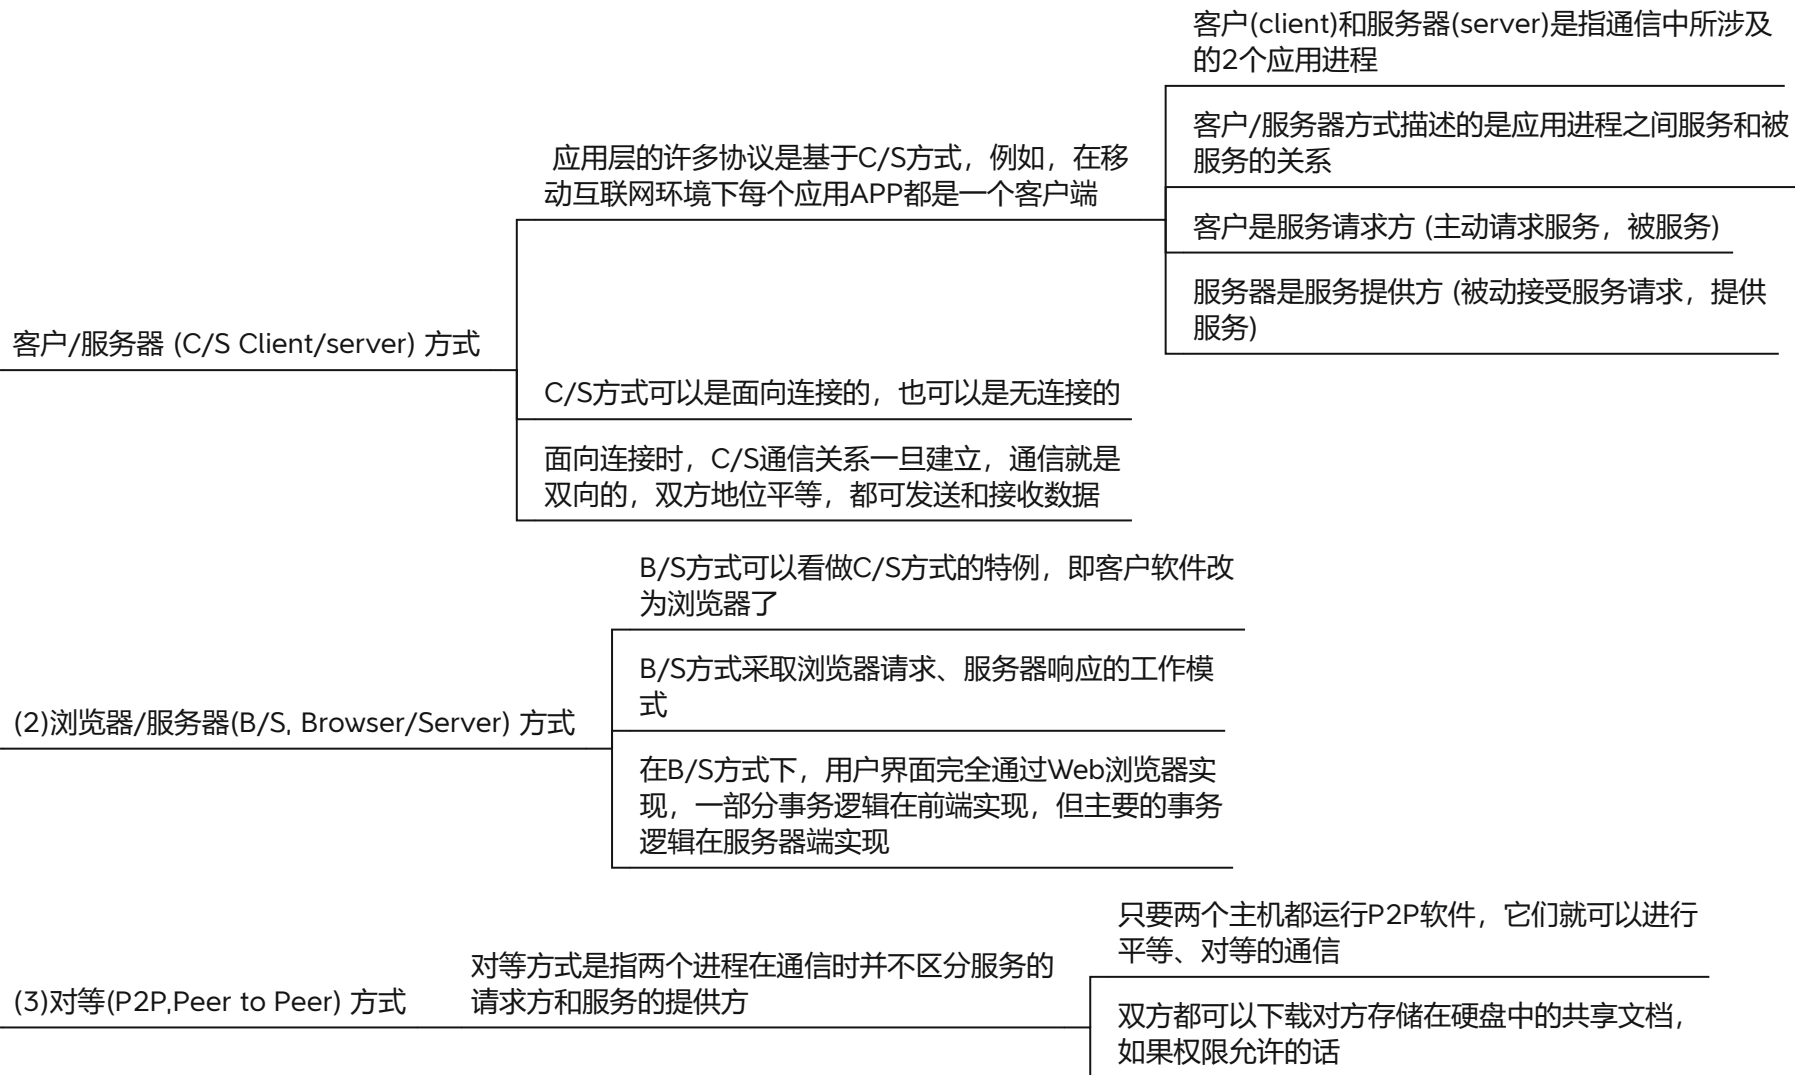 客户/服务器 (C/S Client/server) 方式
应用层的许多协议是基于C/S方式，例如，在移
动互联网环境下每个应用APP都是一个客户端
客户(client)和服务器(server)是指通信中所涉及
的2个应用进程
客户/服务器方式描述的是应用进程之间服务和被
服务的关系
客户是服务请求方 (主动请求服务，被服务)
服务器是服务提供方 (被动接受服务请求，提供
服务)
C/S方式可以是面向连接的，也可以是无连接的
面向连接时，C/S通信关系一旦建立，通信就是
双向的，双方地位平等，都可发送和接收数据
(2)浏览器/服务器(B/S, Browser/Server) 方式
B/S方式可以看做C/S方式的特例，即客户软件改
为浏览器了
B/S方式采取浏览器请求、服务器响应的工作模
式
在B/S方式下，用户界面完全通过Web浏览器实
现，一部分事务逻辑在前端实现，但主要的事务
逻辑在服务器端实现
(3)对等(P2P,Peer to Peer) 方式
对等方式是指两个进程在通信时并不区分服务的
请求方和服务的提供方
只要两个主机都运行P2P软件，它们就可以进行
平等、对等的通信
双方都可以下载对方存储在硬盘中的共享文档，
如果权限允许的话